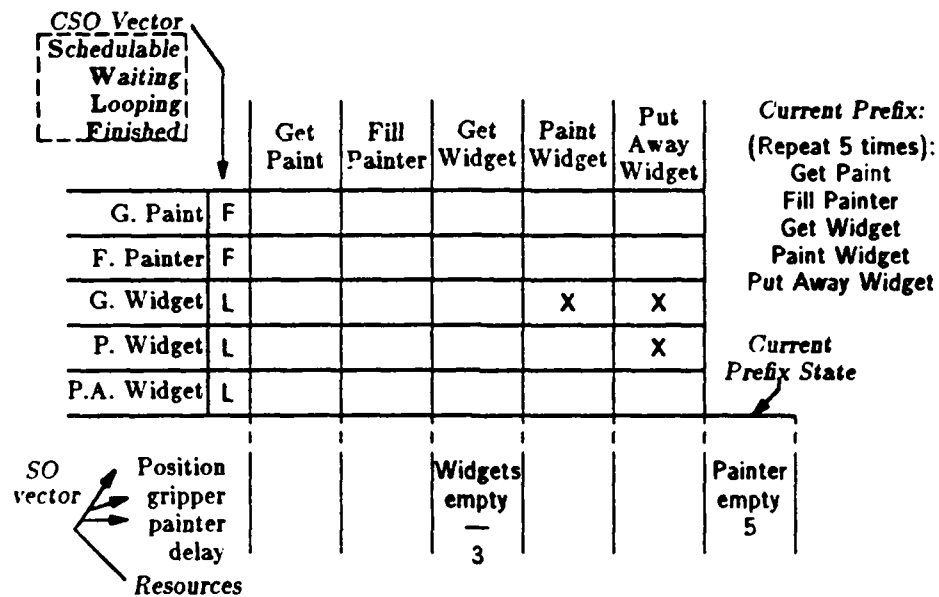 CSO Vector
Schedulable
Waiting
Looping
Finished
Get Paint
Fill Painter
Get Widget
Paint Widget
Put Away Widget
G. Paint F
F. Painter F
G. Widget L X X
P. Widget L X
P.A. Widget L
Current Prefix:
(Repeat 5 times):
Get Paint
Fill Painter
Get Widget
Paint Widget
Put Away Widget
Current
Prefix State
SO
vector
Position
gripper
painter
delay
Resources
Widgets
empty
—
3
Painter
empty
5